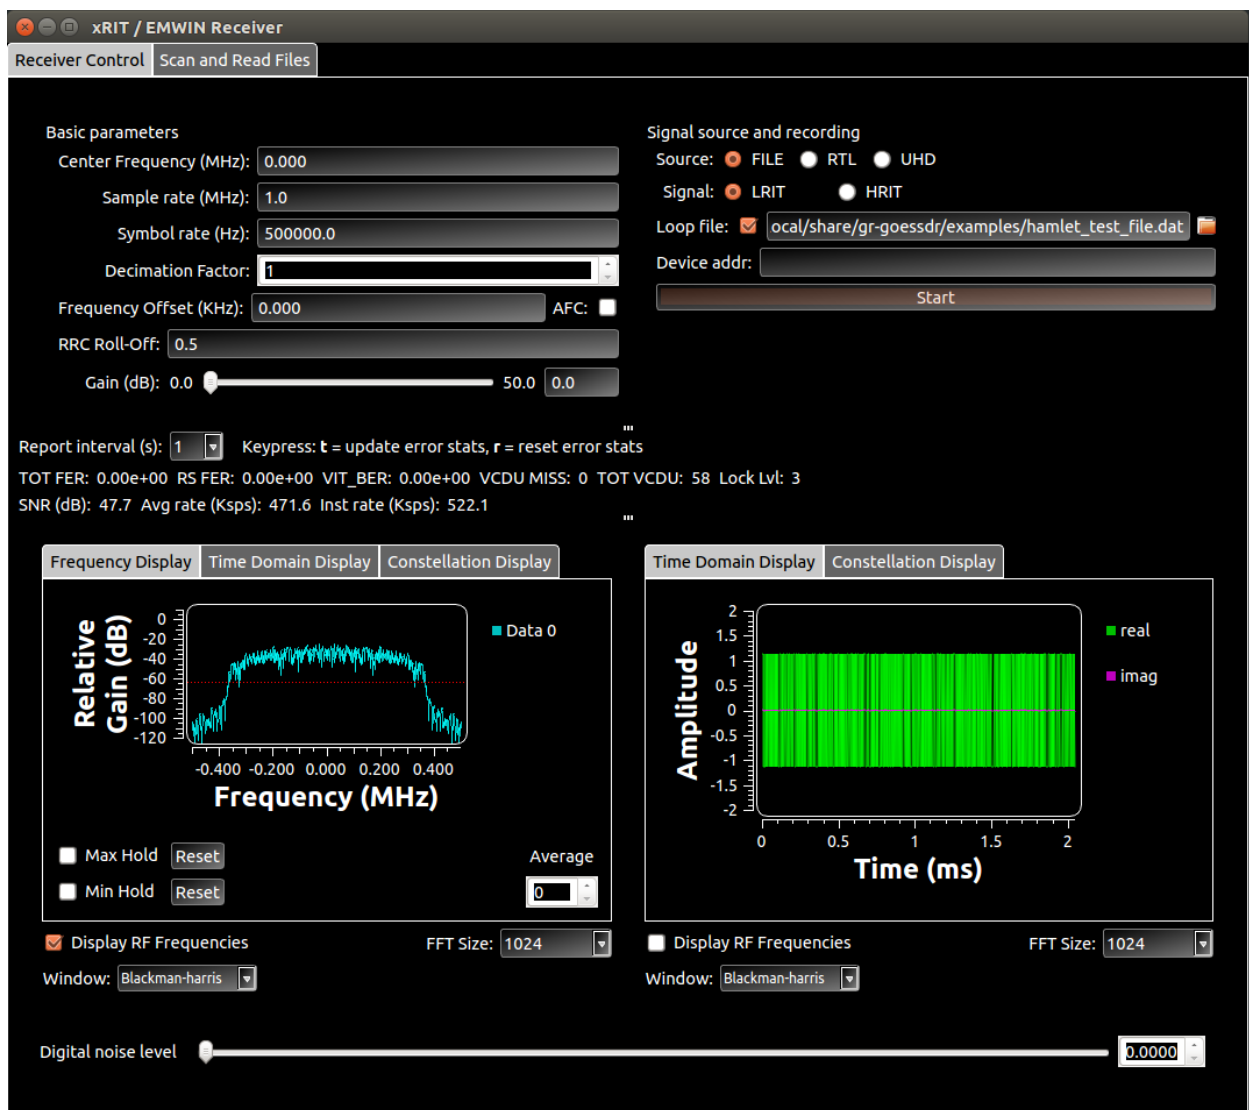 xRIT / EMWIN Receiver
Receiver Control Scan and Read Files
Basic parameters
Center Frequency (MHz): 0.000
Sample rate (MHz): 1.0
Symbol rate (Hz): 500000.0
Decimation Factor: 1
Frequency Offset (KHz): 0.000 AFC:
RRC Roll-Off: 0.5
Gain (dB): 0.0 50.0 0.0
Signal source and recording
Source: FILE RTL UHD
Signal: LRIT HRIT
Loop file: ocal/share/gr-goessdr/examples/hamlet_test_file.dat
Device addr:
Start
Report interval (s): 1 Keypress: t = update error stats, r = reset error stats
TOT FER: 0.00e+00 RS FER: 0.00e+00 VIT_BER: 0.00e+00 VCDU MISS: 0 TOT VCDU: 58 Lock Lvl: 3
SNR (dB): 47.7 Avg rate (Ksps): 471.6 Inst rate (Ksps): 522.1
Frequency Display Time Domain Display Constellation Display
Relative
Gain (dB)
0
-20
-40
-60
-80
-100
-120
Data 0
-0.400 -0.200 0.000 0.200 0.400
Frequency (MHz)
Max Hold Reset
Min Hold Reset
Average
0
Display RF Frequencies FFT Size: 1024
Window: Blackman-harris
Time Domain Display Constellation Display
Amplitude
2
1.5
1
0.5
0
-0.5
-1
-1.5
-2
real
imag
0 0.5 1 1.5 2
Time (ms)
Display RF Frequencies FFT Size: 1024
Window: Blackman-harris
Digital noise level 0.0000